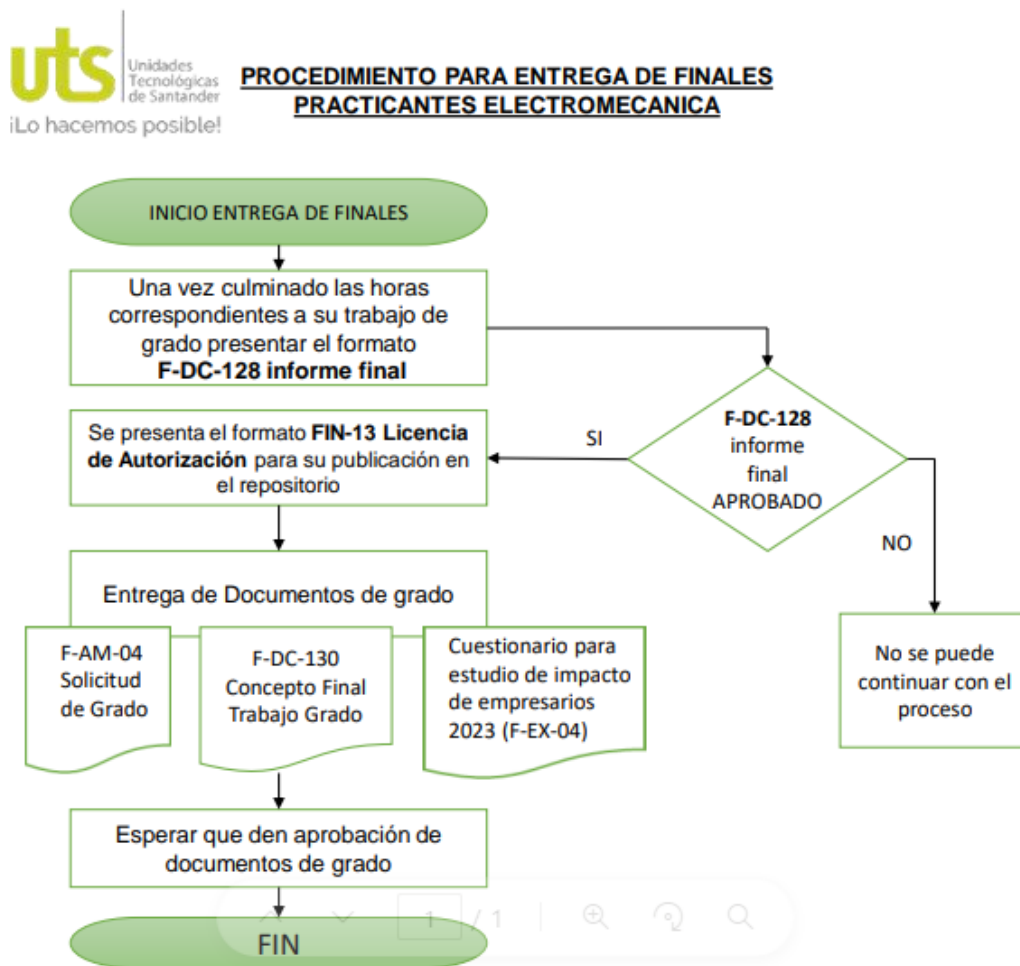 uts
Unidades
Tecnológicas
de Santander
¡Lo hacemos posible!
PROCEDIMIENTO PARA ENTREGA DE FINALES
PRACTICANTES ELECTROMECANICA
INICIO ENTREGA DE FINALES
Una vez culminado las horas
correspondientes a su trabajo de
grado presentar el formato
F-DC-128 informe final
F-DC-128
informe
final
APROBADO
SI
NO
Se presenta el formato FIN-13 Licencia
de Autorización para su publicación en
el repositorio
No se puede
continuar con el
proceso
Entrega de Documentos de grado
F-AM-04
Solicitud
de Grado
F-DC-130
Concepto Final
Trabajo Grado
Cuestionario para
estudio de impacto
de empresarios
2023 (F-EX-04)
Esperar que den aprobación de
documentos de grado
1 / 1
FIN